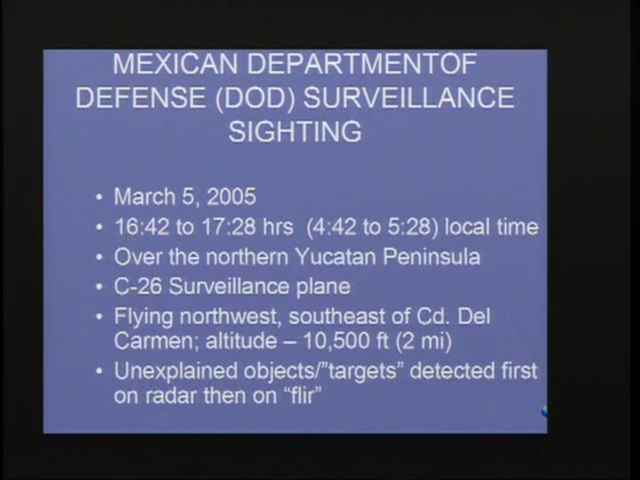 MEXICAN DEPARTMENTOF
DEFENSE (DOD) SURVEILLANCE
SIGHTING
• March 5, 2005
• 16:42 to 17:28 hrs (4:42 to 5:28) local time
• Over the northern Yucatan Peninsula
• C-26 Surveillance plane
• Flying northwest, southeast of Cd. Del
Carmen; altitude – 10,500 ft (2 mi)
• Unexplained objects/”targets” detected first
on radar then on “flir”